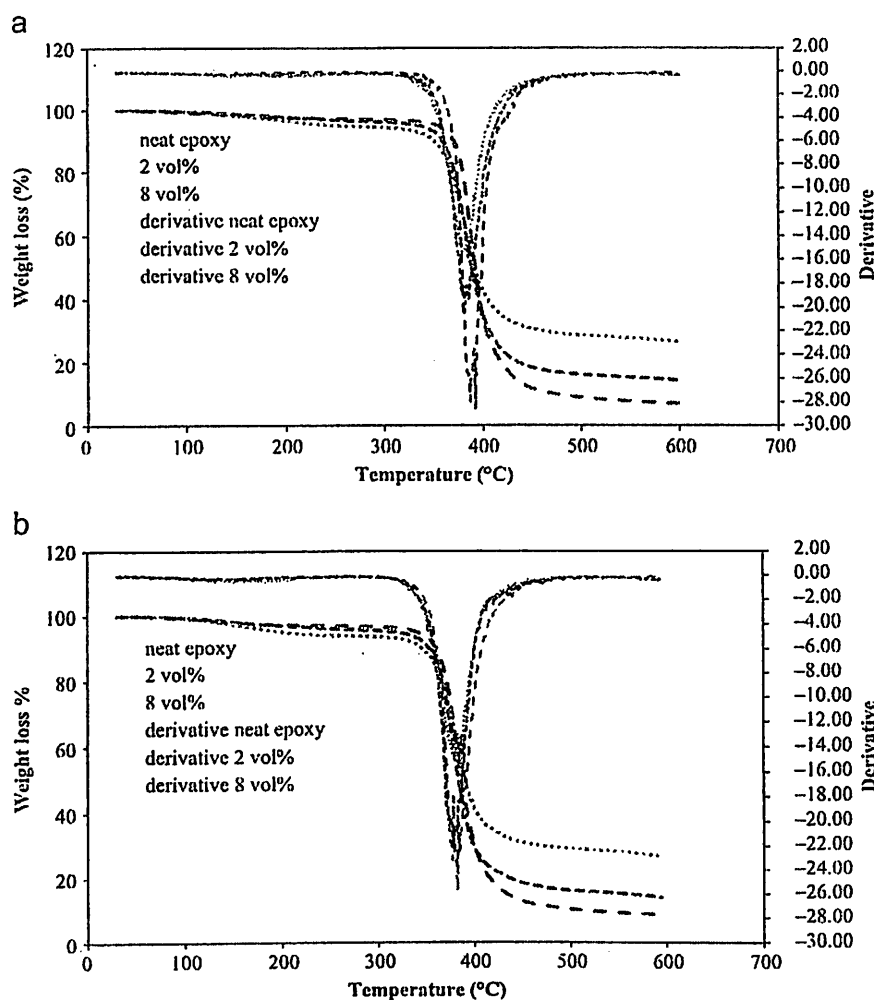 a
120
100
80
60
40
20
0
Weight loss (%)
neat epoxy
2 vol%
8 vol%
derivative neat epoxy
derivative 2 vol%
derivative 8 vol%
2.00
0.00
−2.00
−4.00
−6.00
−8.00
−10.00
−12.00
−14.00
−16.00
−18.00
−20.00
−22.00
−24.00
−26.00
−28.00
−30.00
Derivative
0 100 200 300 400 500 600 700
Temperature (°C)
b
120
100
80
60
40
20
0
Weight loss %
neat epoxy
2 vol%
8 vol%
derivative neat epoxy
derivative 2 vol%
derivative 8 vol%
2.00
0.00
−2.00
−4.00
−6.00
−8.00
−10.00
−12.00
−14.00
−16.00
−18.00
−20.00
−22.00
−24.00
−26.00
−28.00
−30.00
Derivative
0 100 200 300 400 500 600 700
Temperature (°C)